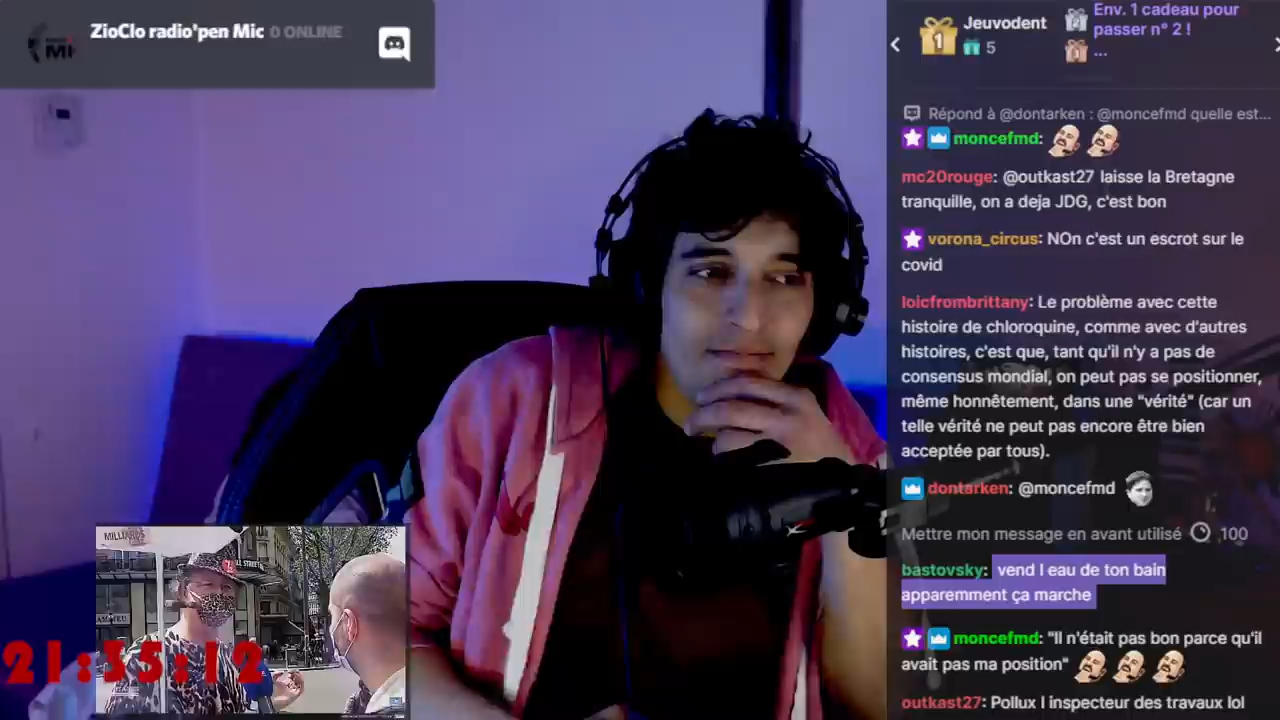 ZioClo radio'pen Mic 0 ONLINE
Jeuvodent
1
5
Env. 1 cadeau pour
passer n° 2 !
...
Répond à @dontarken : @moncefmd quelle est...
moncefmd:
mc20rouge: @outkast27 laisse la Bretagne
tranquille, on a deja JDG, c'est bon
vorona_circus: NOn c'est un escrot sur le
covid
loicfrombrittany: Le problème avec cette
histoire de chloroquine, comme avec d'autres
histoires, c'est que, tant qu'il n'y a pas de
consensus mondial, on peut pas se positionner,
même honnêtement, dans une "vérité" (car un
telle vérité ne peut pas encore être bien
acceptée par tous).
dontarken: @moncefmd
Mettre mon message en avant utilisé 100
bastovsky: vend l eau de ton bain
apparemment ça marche
moncefmd: "Il n'était pas bon parce qu'il
avait pas ma position"
outkast27: Pollux l inspecteur des travaux lol
21:35:12